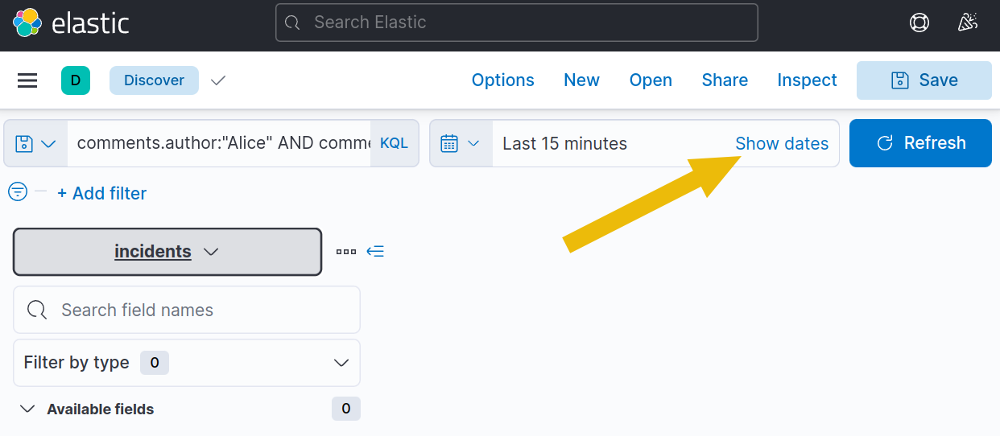 elastic
Search Elastic
D
Discover
Options
New
Open
Share
Inspect
Save
comments.author:"Alice" AND comme
KQL
Last 15 minutes
Show dates
Refresh
+ Add filter
incidents
Search field names
Filter by type 0
Available fields 0